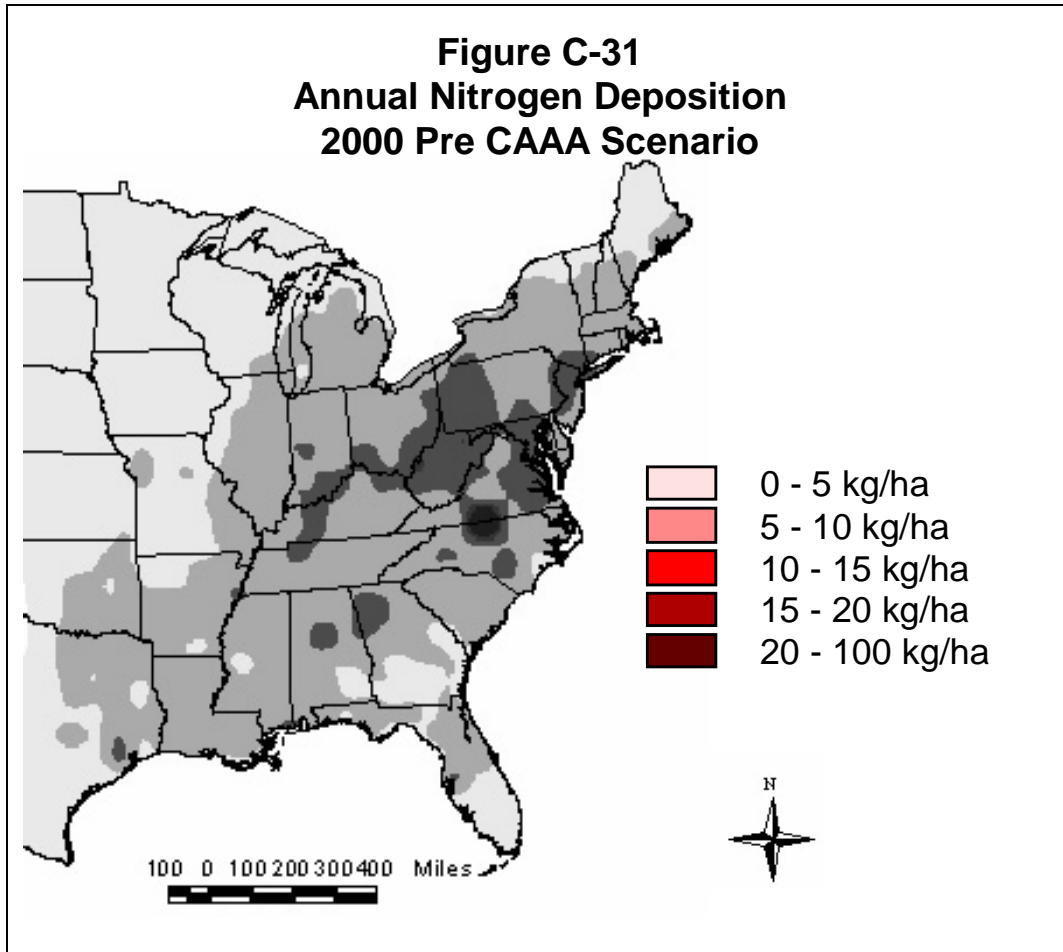 Figure C-31
Annual Nitrogen Deposition
2000 Pre CAAA Scenario
0 - 5 kg/ha
5 - 10 kg/ha
10 - 15 kg/ha
15 - 20 kg/ha
20 - 100 kg/ha
N
100 0 100 200 300 400 Miles